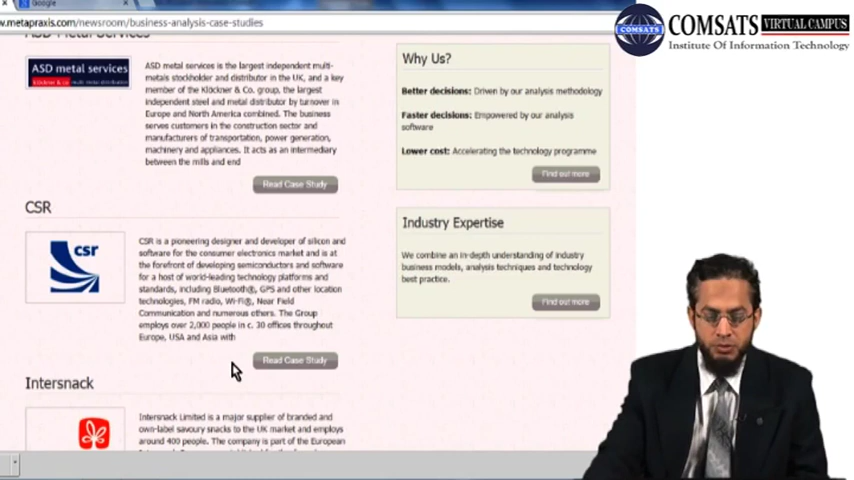 Google
w.metapraxis.com/newsroom/business-analysis-case-studies
COMSATS
COMSATS VIRTUAL CAMPUS
Institute Of Information Technology
ASD Metal Services
ASD metal services
Klöckner & Co multi metal distribution
ASD metal services is the largest independent multi-
metals stockholder and distributor in the UK, and a key
member of the Klöckner & Co. group, the largest
independent steel and metal distributor by turnover in
Europe and North America combined. The business
serves customers in the construction sector and
manufacturers of transportation, power generation,
machinery and appliances. It acts as an intermediary
between the mills and end
Read Case Study
CSR
csr
CSR is a pioneering designer and developer of silicon and
software for the consumer electronics market and is at
the forefront of developing semiconductors and software
for a host of world-leading technology platforms and
standards, including Bluetooth®, GPS and other location
technologies, FM radio, Wi-Fi®, Near Field
Communication and numerous others. The Group
employs over 2,000 people in c. 30 offices throughout
Europe, USA and Asia with
Read Case Study
Intersnack
Intersnack Limited is a major supplier of branded and
own-label savoury snacks to the UK market and employs
around 400 people. The company is part of the European
Why Us?
Better decisions: Driven by our analysis methodology
Faster decisions: Empowered by our analysis
software
Lower cost: Accelerating the technology programme
Find out more
Industry Expertise
We combine an in-depth understanding of industry
business models, analysis techniques and technology
best practice.
Find out more